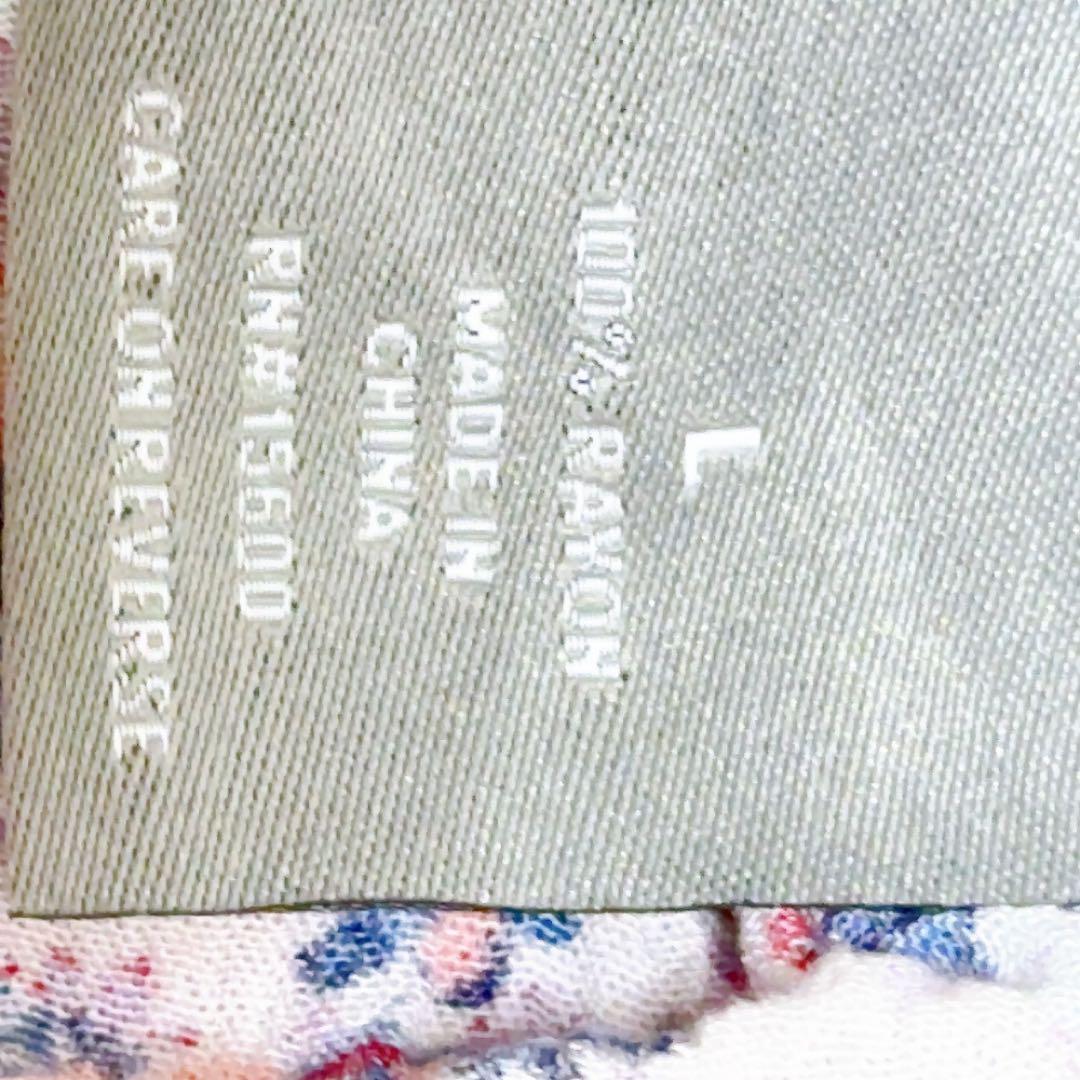 L
100% RAYON
MADE IN
CHINA
RN#15600
CARE ON REVERSE